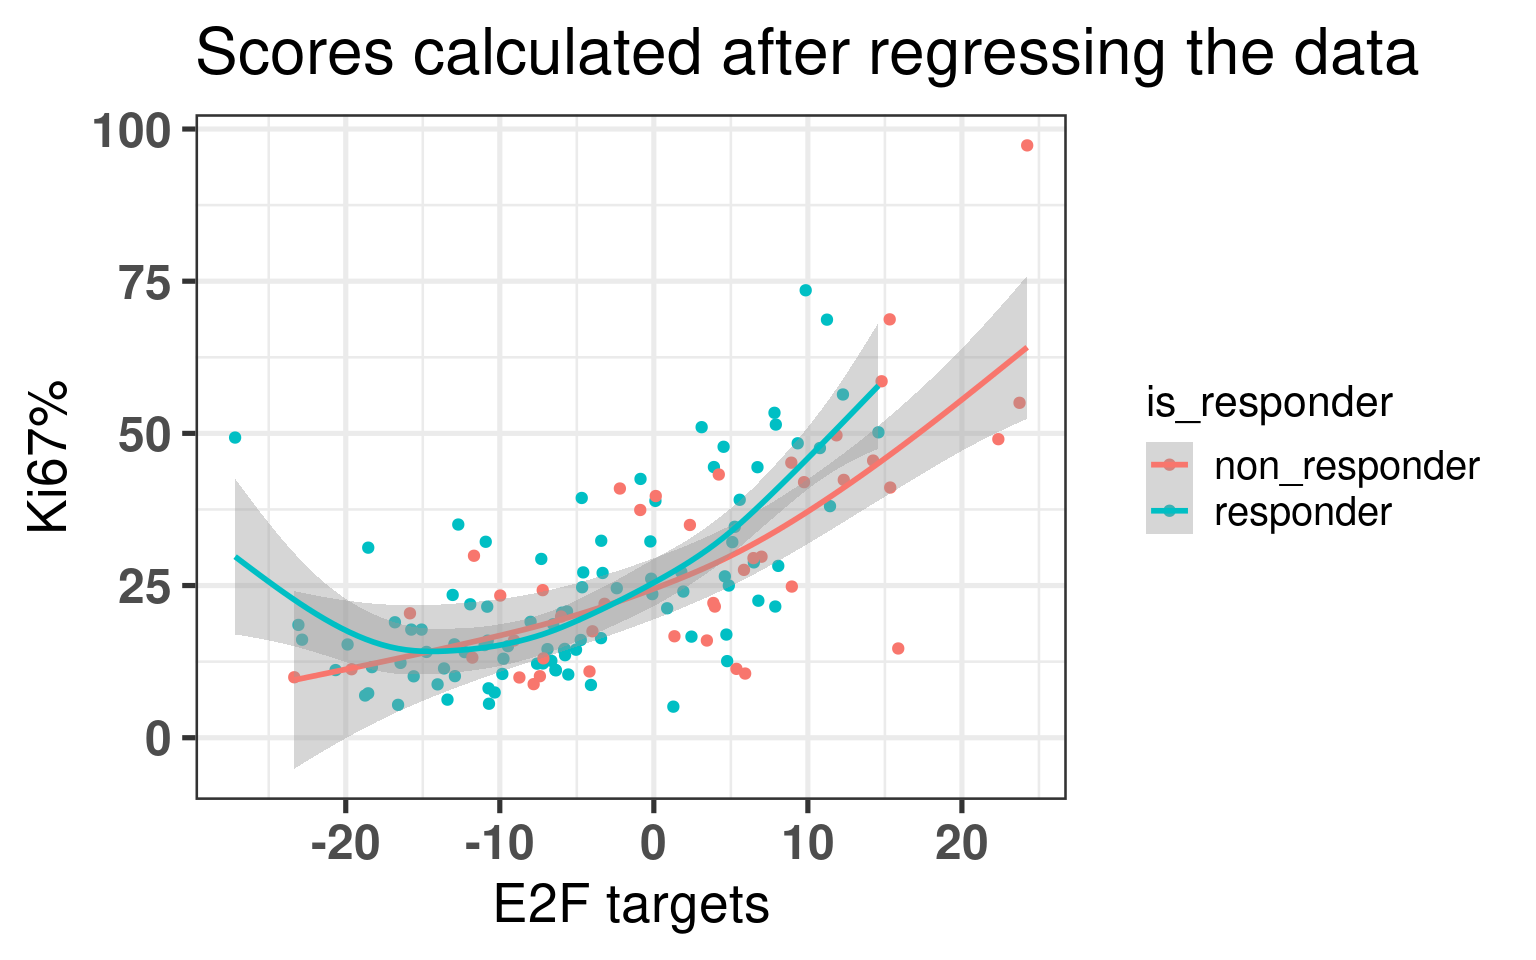 Scores calculated after regressing the data
100
75
50
25
0
Ki67%
-20 -10 0 10 20
E2F targets
is_responder
non_responder
responder